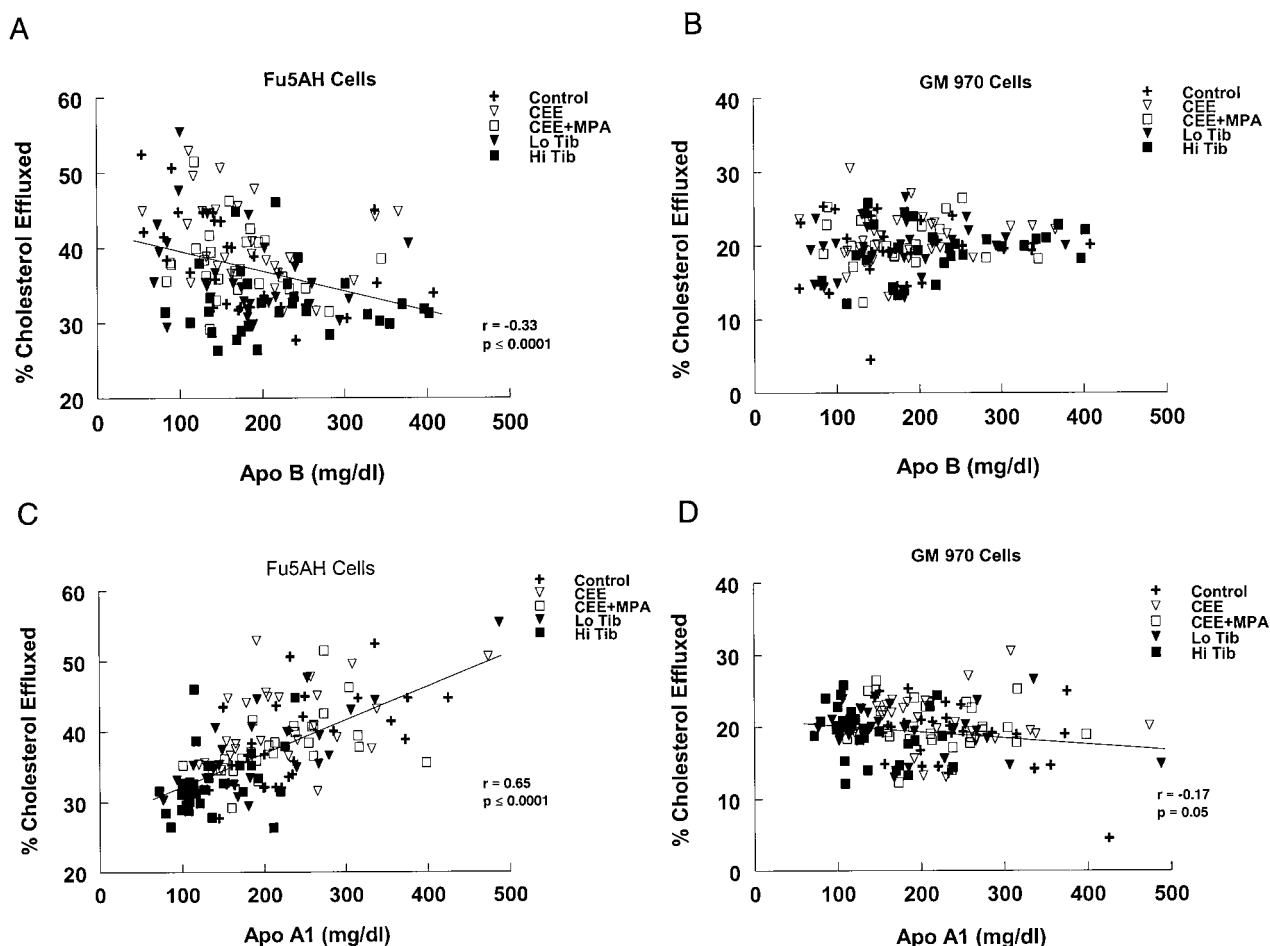 A
Fu5AH Cells
60
50
40
30
20
0 100 200 300 400 500
% Cholesterol Effluxed
Apo B (mg/dl)
Control
CEE
CEE+MPA
Lo Tib
Hi Tib
r = -0.33
p ≤ 0.0001
B
GM 970 Cells
40
30
20
10
0
0 100 200 300 400 500
% Cholesterol Effluxed
Apo B (mg/dl)
Control
CEE
CEE+MPA
Lo Tib
Hi Tib
C
Fu5AH Cells
60
50
40
30
20
0 100 200 300 400 500
% Cholesterol Effluxed
Apo A1 (mg/dl)
Control
CEE
CEE+MPA
Lo Tib
Hi Tib
r = 0.65
p ≤ 0.0001
D
GM 970 Cells
40
30
20
10
0
0 100 200 300 400 500
% Cholesterol Effluxed
Apo A1 (mg/dl)
Control
CEE
CEE+MPA
Lo Tib
Hi Tib
r = -0.17
p = 0.05